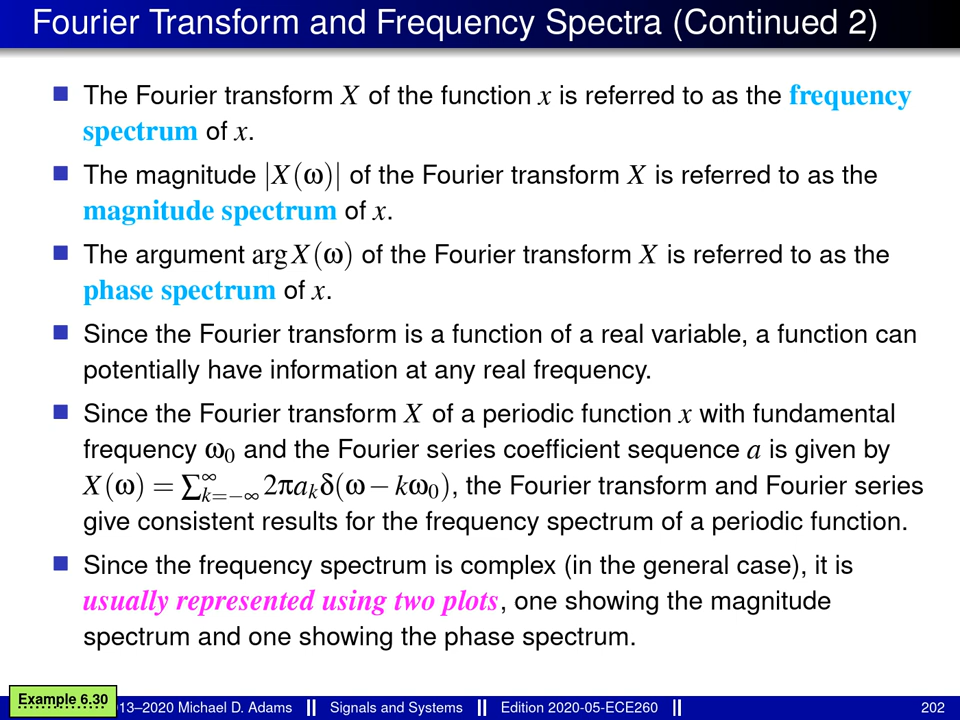 Fourier Transform and Frequency Spectra (Continued 2)
The Fourier transform X of the function x is referred to as the frequency
spectrum of x.
The magnitude |X(ω)| of the Fourier transform X is referred to as the
magnitude spectrum of x.
The argument arg X(ω) of the Fourier transform X is referred to as the
phase spectrum of x.
Since the Fourier transform is a function of a real variable, a function can
potentially have information at any real frequency.
Since the Fourier transform X of a periodic function x with fundamental
frequency ω₀ and the Fourier series coefficient sequence a is given by
X(ω) = ∑_{k=−∞}^{∞} 2πa_kδ(ω − kω₀), the Fourier transform and Fourier series
give consistent results for the frequency spectrum of a periodic function.
Since the frequency spectrum is complex (in the general case), it is
usually represented using two plots, one showing the magnitude
spectrum and one showing the phase spectrum.
Example 6.30
13–2020 Michael D. Adams Signals and Systems Edition 2020-05-ECE260 202